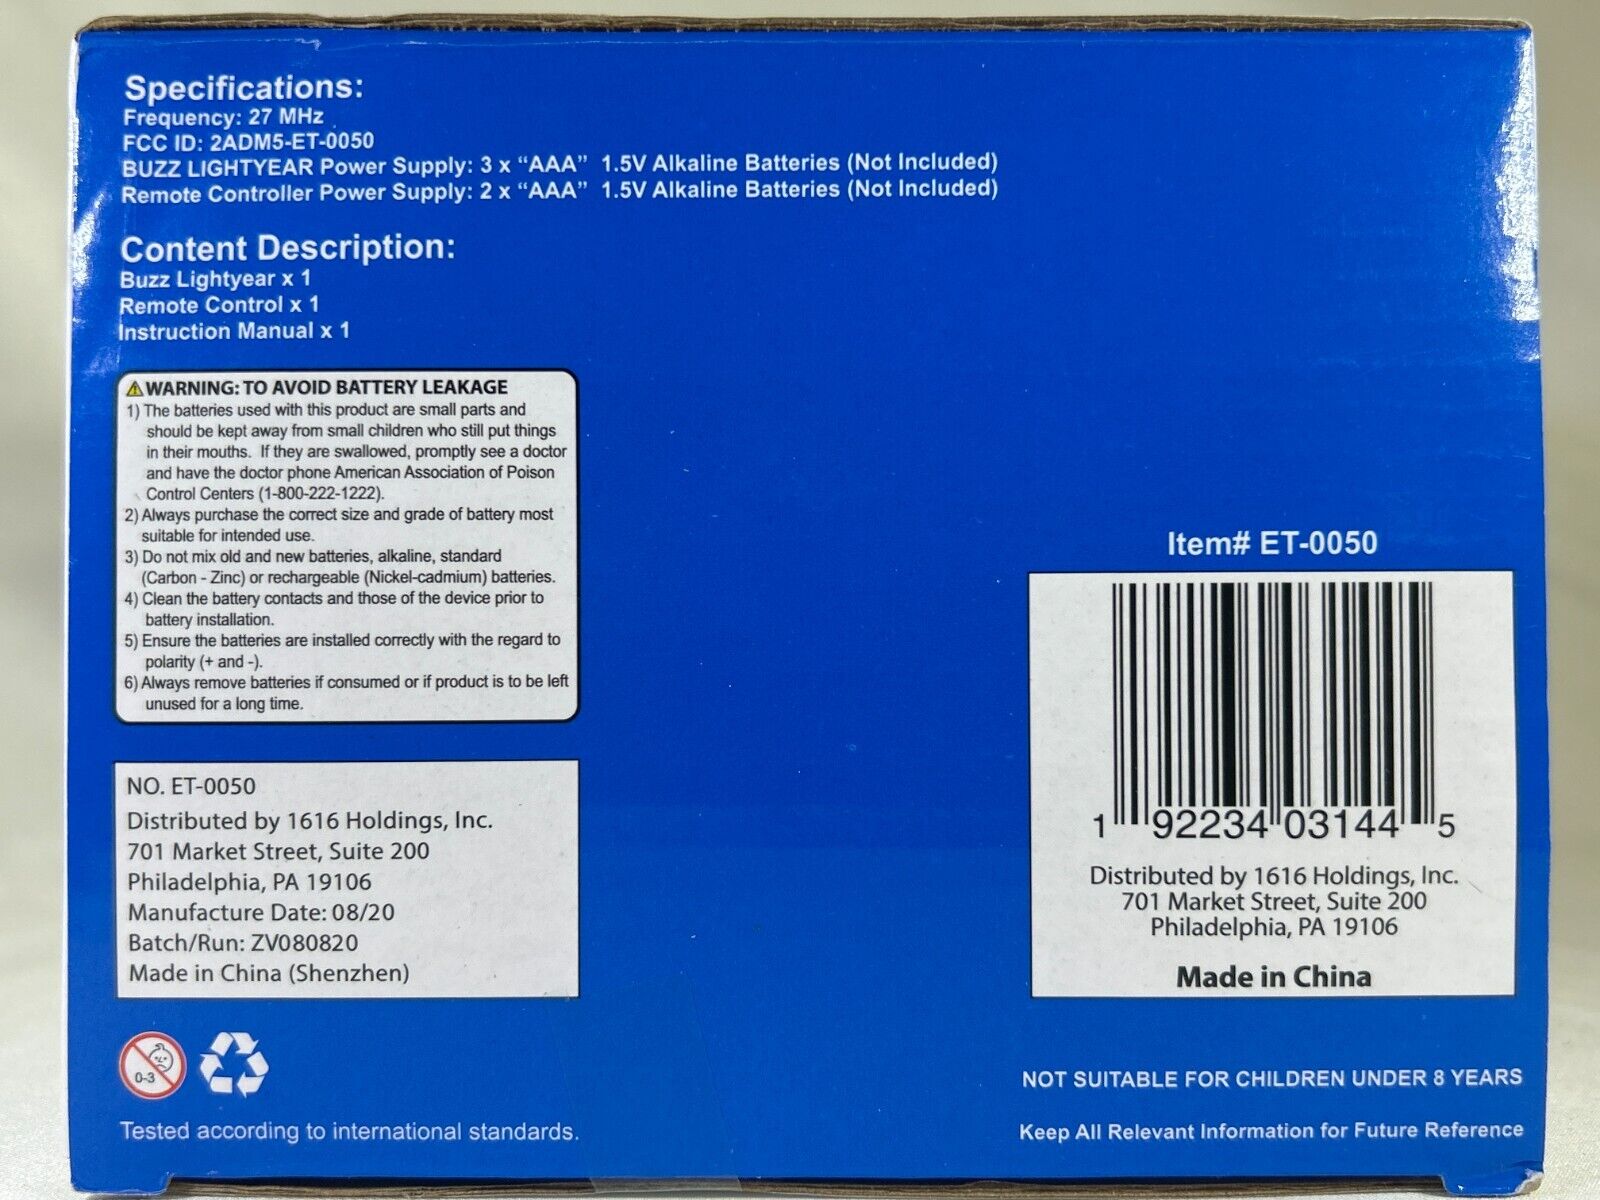 Specifications:
Frequency: 27 MHz
FCC ID: 2ADM5-ET-0050
BUZZ LIGHTYEAR Power Supply: 3 x “AAA” 1.5V Alkaline Batteries (Not Included)
Remote Controller Power Supply: 2 x “AAA” 1.5V Alkaline Batteries (Not Included)
Content Description:
Buzz Lightyear x 1
Remote Control x 1
Instruction Manual x 1
WARNING: TO AVOID BATTERY LEAKAGE
1) The batteries used with this product are small parts and
should be kept away from small children who still put things
in their mouths. If they are swallowed, promptly see a doctor
and have the doctor phone American Association of Poison
Control Centers (1-800-222-1222).
2) Always purchase the correct size and grade of battery most
suitable for intended use.
3) Do not mix old and new batteries, alkaline, standard
(Carbon - Zinc) or rechargeable (Nickel-cadmium) batteries.
4) Clean the battery contacts and those of the device prior to
battery installation.
5) Ensure the batteries are installed correctly with the regard to
polarity (+ and -).
6) Always remove batteries if consumed or if product is to be left
unused for a long time.
NO. ET-0050
Distributed by 1616 Holdings, Inc.
701 Market Street, Suite 200
Philadelphia, PA 19106
Manufacture Date: 08/20
Batch/Run: ZV080820
Made in China (Shenzhen)
0-3
Tested according to international standards.
Item# ET-0050
1 92234 03144 5
Distributed by 1616 Holdings, Inc.
701 Market Street, Suite 200
Philadelphia, PA 19106
Made in China
NOT SUITABLE FOR CHILDREN UNDER 8 YEARS
Keep All Relevant Information for Future Reference